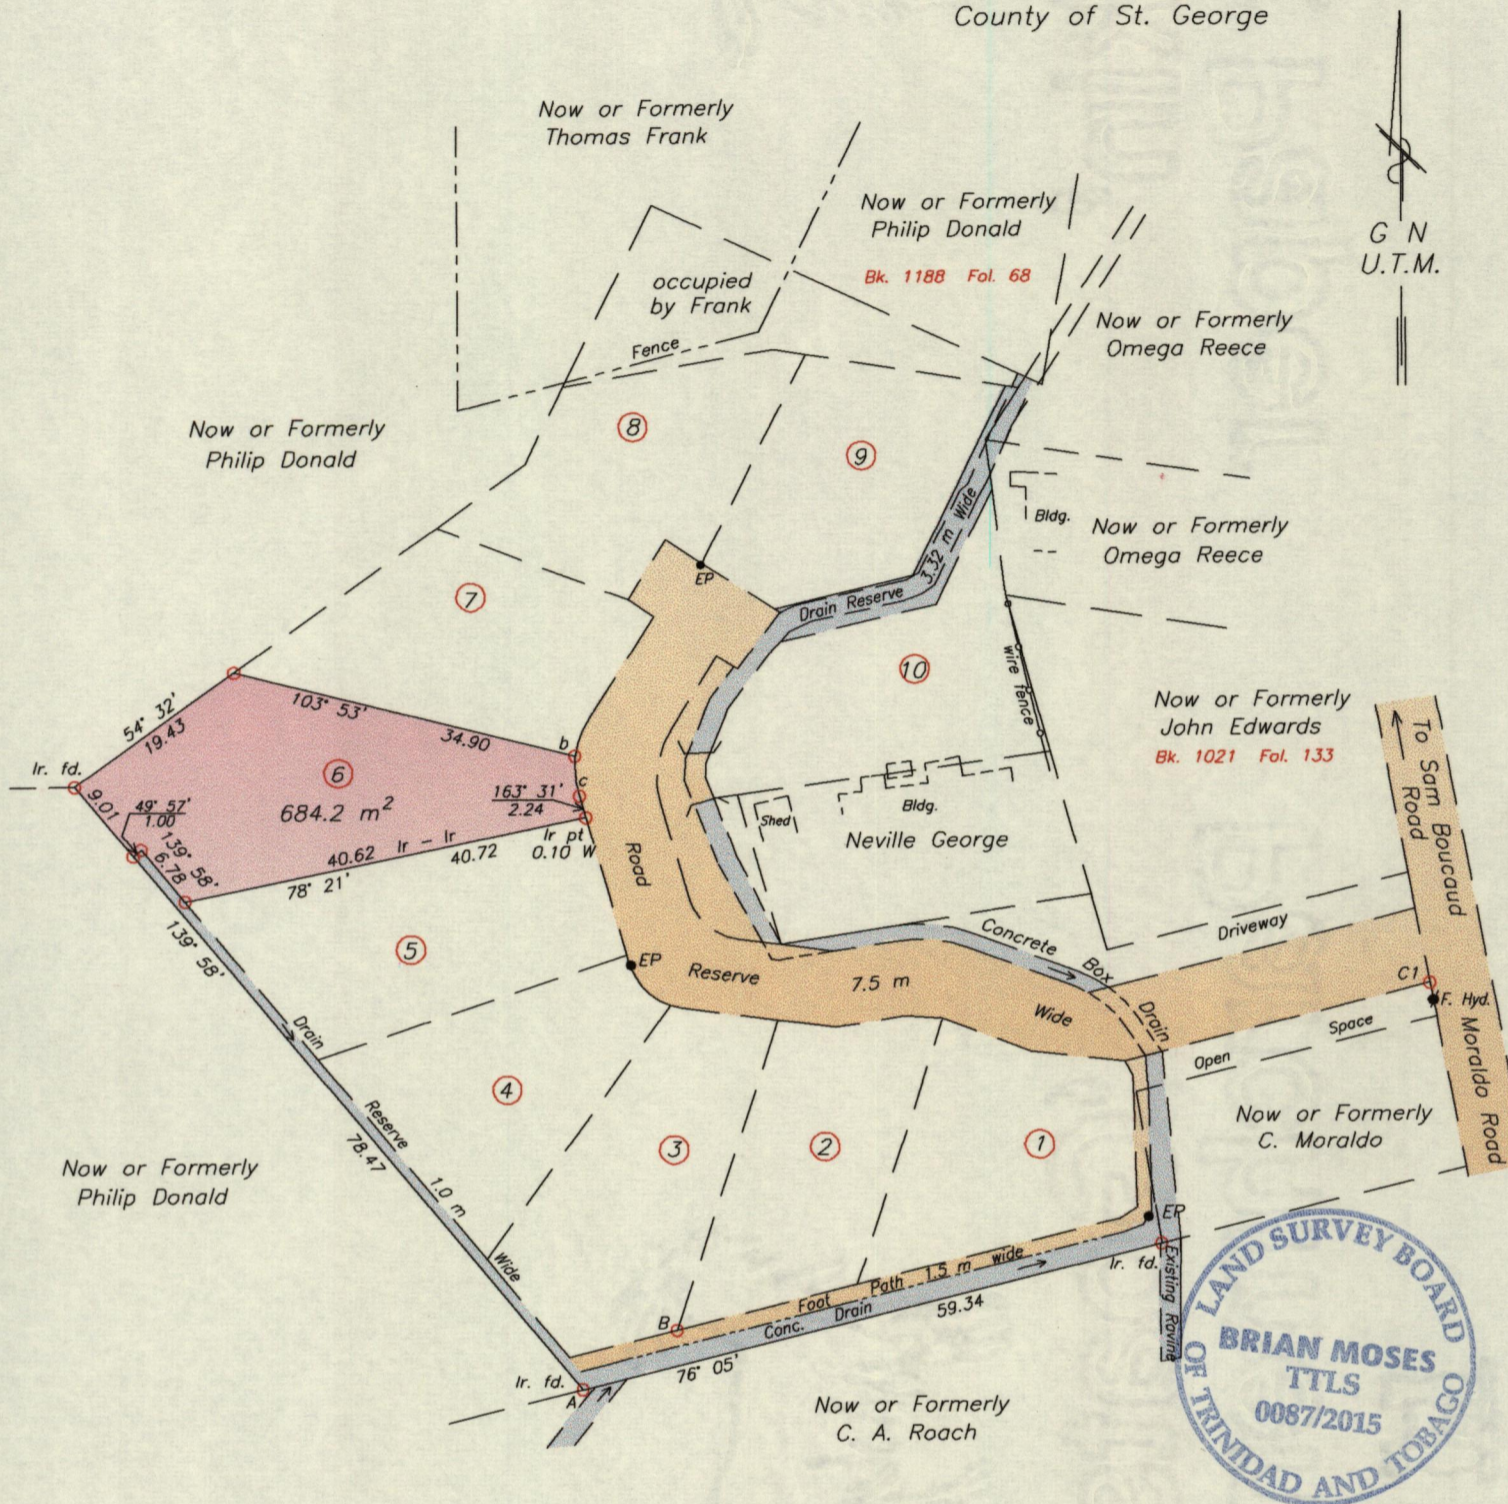 County of St. George
Now or Formerly
Thomas Frank
Now or Formerly
Philip Donald
Bk. 1188 Fol. 68
G N
U.T.M.
occupied
by Frank
Now or Formerly
Omega Reece
Fence
Now or Formerly
Philip Donald
8
9
3.32 m Wide
Bldg.
Now or Formerly
Omega Reece
EP
Drain Reserve
7
10
wire fence
Now or Formerly
John Edwards
Bk. 1021 Fol. 133
To Sam Boucaud
Road
54° 32'
19.43
103° 53'
34.90
b
Ir. fd.
6
684.2 m²
c
163° 31'
2.24
9.01
49° 57'
1.00
139° 58'
6.78
40.62 Ir - Ir 40.72
78° 21'
Ir pt
0.10 W
Shed
Bldg.
Neville George
Road
Driveway
5
139° 58'
EP
Reserve
7.5 m
Wide
Concrete
Box
Drain
C1
F. Hyd.
Space
Open
Moraldo Road
Drain
Reserve
78.47
1.0 m
Wide
4
3
2
1
Now or Formerly
C. Moraldo
Now or Formerly
Philip Donald
EP
Ir. fd.
Existing Ravine
B
Foot Path 1.5 m wide
Conc. Drain
59.34
Ir. fd.
A
76° 05'
Now or Formerly
C. A. Roach
LAND SURVEY BOARD
BRIAN MOSES
TTLS
0087/2015
OF TRINIDAD AND TOBAGO